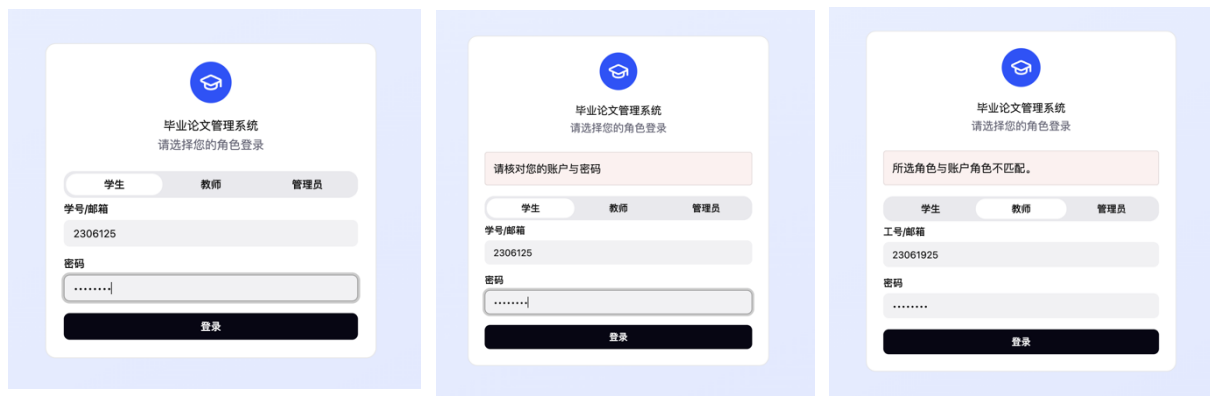 毕业论文管理系统
请选择您的角色登录
学生 教师 管理员
学号/邮箱
2306125
密码
········
登录
毕业论文管理系统
请选择您的角色登录
请核对您的账户与密码
学生 教师 管理员
学号/邮箱
2306125
密码
········
登录
毕业论文管理系统
请选择您的角色登录
所选角色与账户角色不匹配。
学生 教师 管理员
工号/邮箱
23061925
密码
········
登录